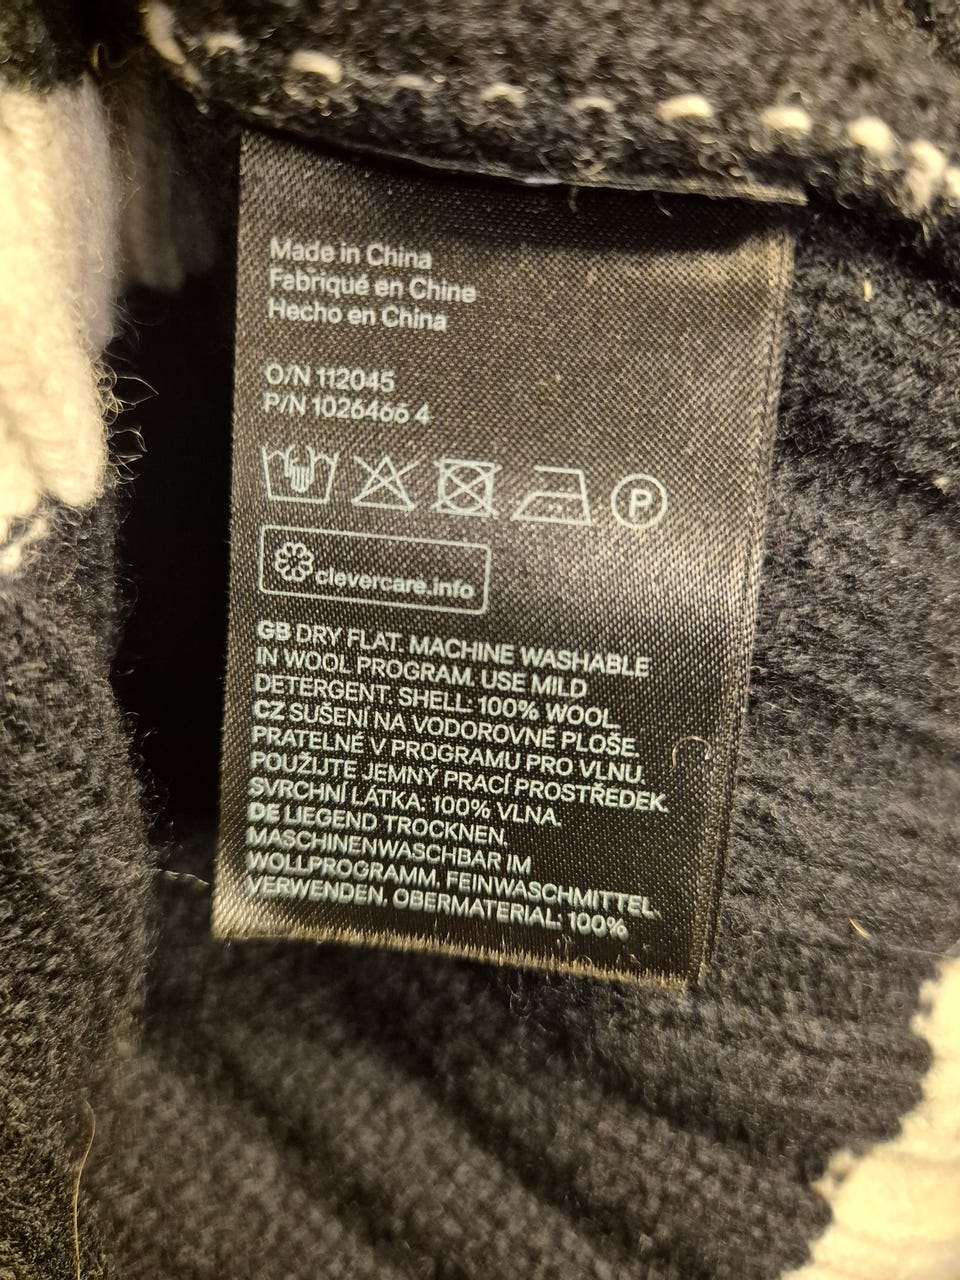 Made in China
Fabriqué en Chine
Hecho en China
O/N 112045
P/N 1026466 4
P
clevercare.info
GB DRY FLAT. MACHINE WASHABLE
IN WOOL PROGRAM. USE MILD
DETERGENT. SHELL: 100% WOOL.
CZ SUŠENÍ NA VODOROVNÉ PLOŠE.
PRATELNÉ V PROGRAMU PRO VLNU.
POUŽIJTE JEMNÝ PRACÍ PROSTŘEDEK.
SVRCHNÍ LÁTKA: 100% VLNA.
DE LIEGEND TROCKNEN.
MASCHINENWASCHBAR IM
WOLLPROGRAMM. FEINWASCHMITTEL
VERWENDEN. OBERMATERIAL: 100%